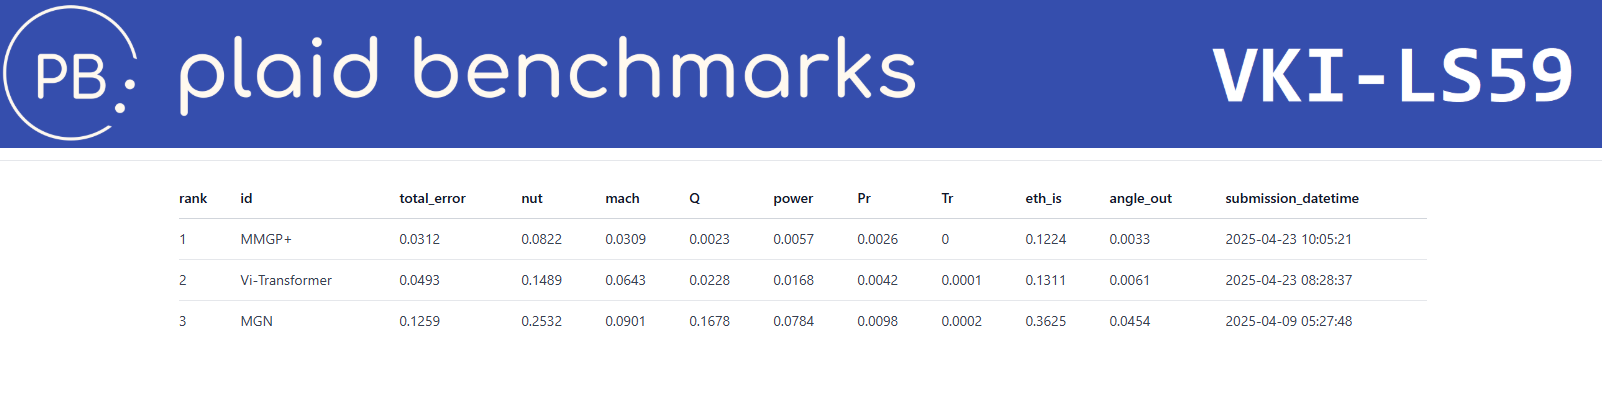 PB plaid benchmarks VKI-LS59
rank id total_error nut mach Q power Pr Tr eth_is angle_out submission_datetime
1 MMGP+ 0.0312 0.0822 0.0309 0.0023 0.0057 0.0026 0 0.1224 0.0033 2025-04-23 10:05:21
2 Vi-Transformer 0.0493 0.1489 0.0643 0.0228 0.0168 0.0042 0.0001 0.1311 0.0061 2025-04-23 08:28:37
3 MGN 0.1259 0.2532 0.0901 0.1678 0.0784 0.0098 0.0002 0.3625 0.0454 2025-04-09 05:27:48